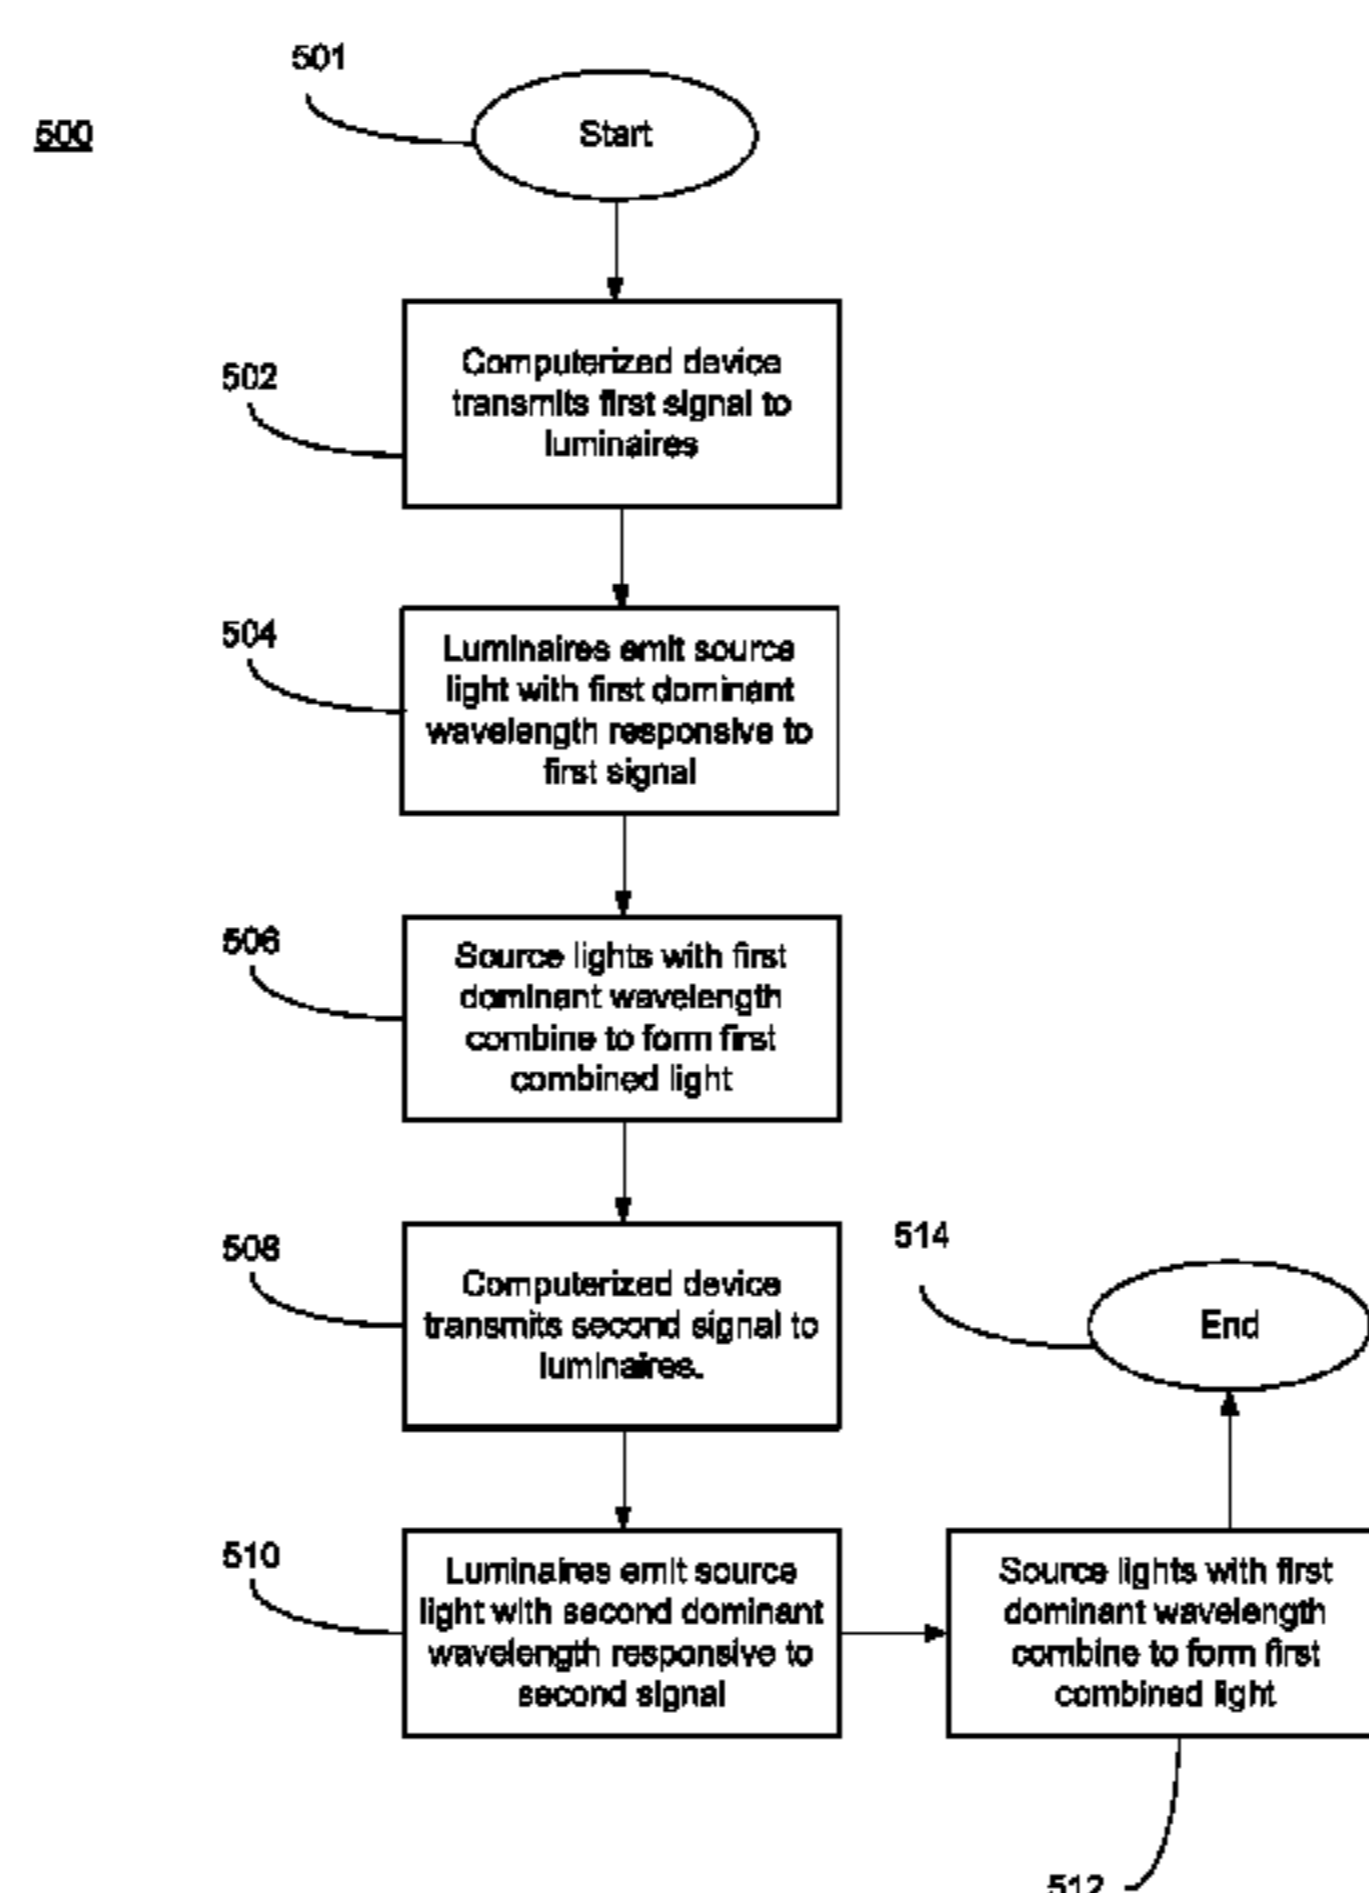 501
500
Start
502
Computerized device
transmits first signal to
luminaires
504
Luminaires emit source
light with first dominant
wavelength responsive to
first signal
506
Source lights with first
dominant wavelength
combine to form first
combined light
508
Computerized device
transmits second signal to
luminaires.
514
End
510
Luminaires emit source
light with second dominant
wavelength responsive to
second signal
Source lights with first
dominant wavelength
combine to form first
combined light
512